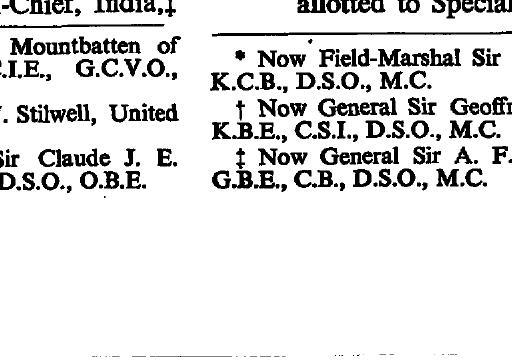 -Chief, India,‡
Mountbatten of
.I.E., G.C.V.O.,
. Stilwell, United
Sir Claude J. E.
D.S.O., O.B.E.
allotted to Special
* Now Field-Marshal Sir
K.C.B., D.S.O., M.C.
† Now General Sir Geoffr
K.B.E., C.S.I., D.S.O., M.C.
‡ Now General Sir A. F.
G.B.E., C.B., D.S.O., M.C.